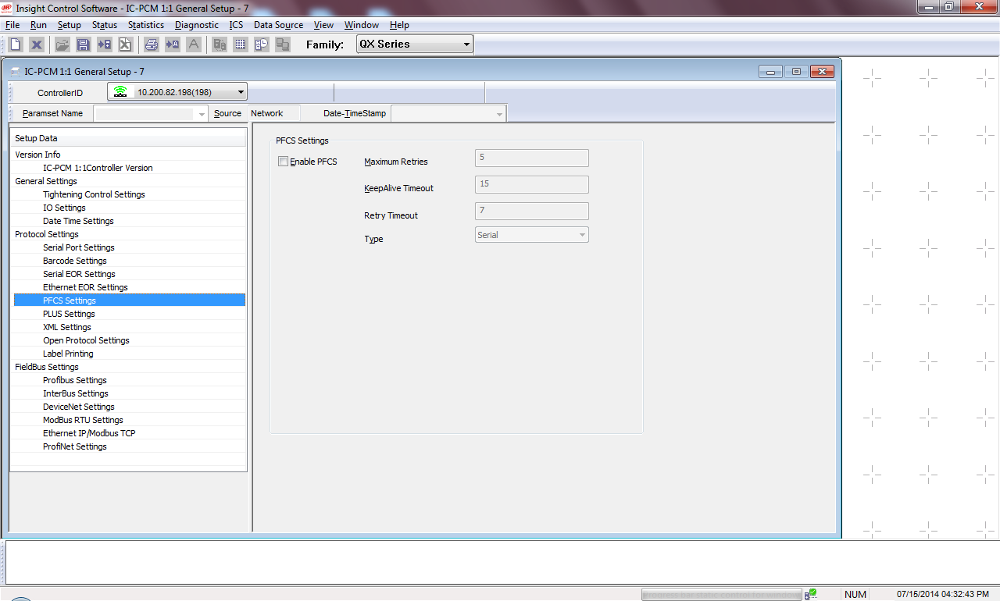 Insight Control Software - IC-PCM 1:1 General Setup - 7
File Run Setup Status Statistics Diagnostic ICS Data Source View Window Help
Family: QX Series
IC-PCM 1:1 General Setup - 7
ControllerID 10.200.82.198(198)
Paramset Name Source Network Date-TimeStamp
Setup Data
Version Info
IC-PCM 1:1Controller Version
General Settings
Tightening Control Settings
IO Settings
Date Time Settings
Protocol Settings
Serial Port Settings
Barcode Settings
Serial EOR Settings
Ethernet EOR Settings
PFCS Settings
PLUS Settings
XML Settings
Open Protocol Settings
Label Printing
FieldBus Settings
Profibus Settings
InterBus Settings
DeviceNet Settings
ModBus RTU Settings
Ethernet IP/Modbus TCP
ProfiNet Settings
PFCS Settings
Enable PFCS
Maximum Retries 5
KeepAlive Timeout 15
Retry Timeout 7
Type Serial
Progress bar static control for window
NUM 07/15/2014 04:32:43 PM